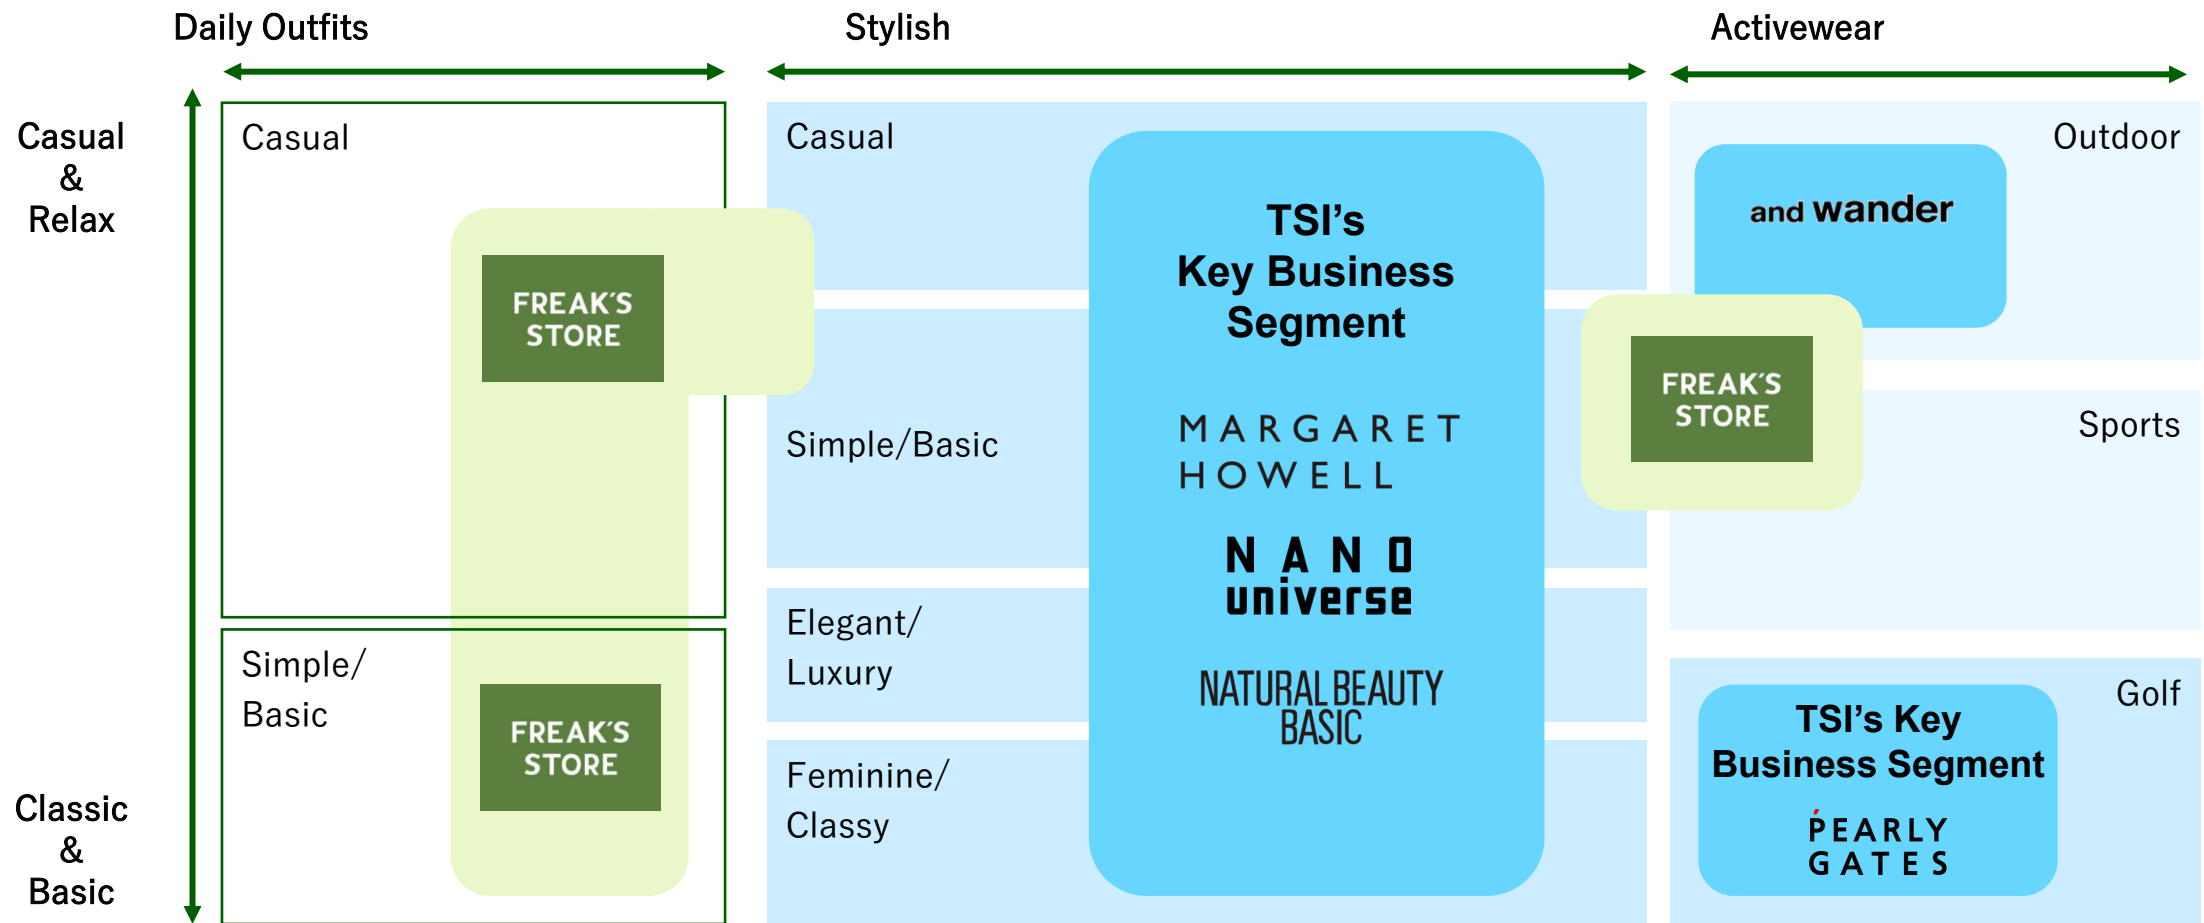 Daily Outfits
Stylish
Activewear
Casual
&
Relax
Classic
&
Basic
Casual
FREAK'S
STORE
Simple/
Basic
FREAK'S
STORE
Casual
Simple/Basic
Elegant/
Luxury
Feminine/
Classy
TSI's
Key Business
Segment
MARGARET
HOWELL
NANO
universe
NATURAL BEAUTY
BASIC
Outdoor
and wander
FREAK'S
STORE
Sports
Golf
TSI's Key
Business Segment
PEARLY
GATES